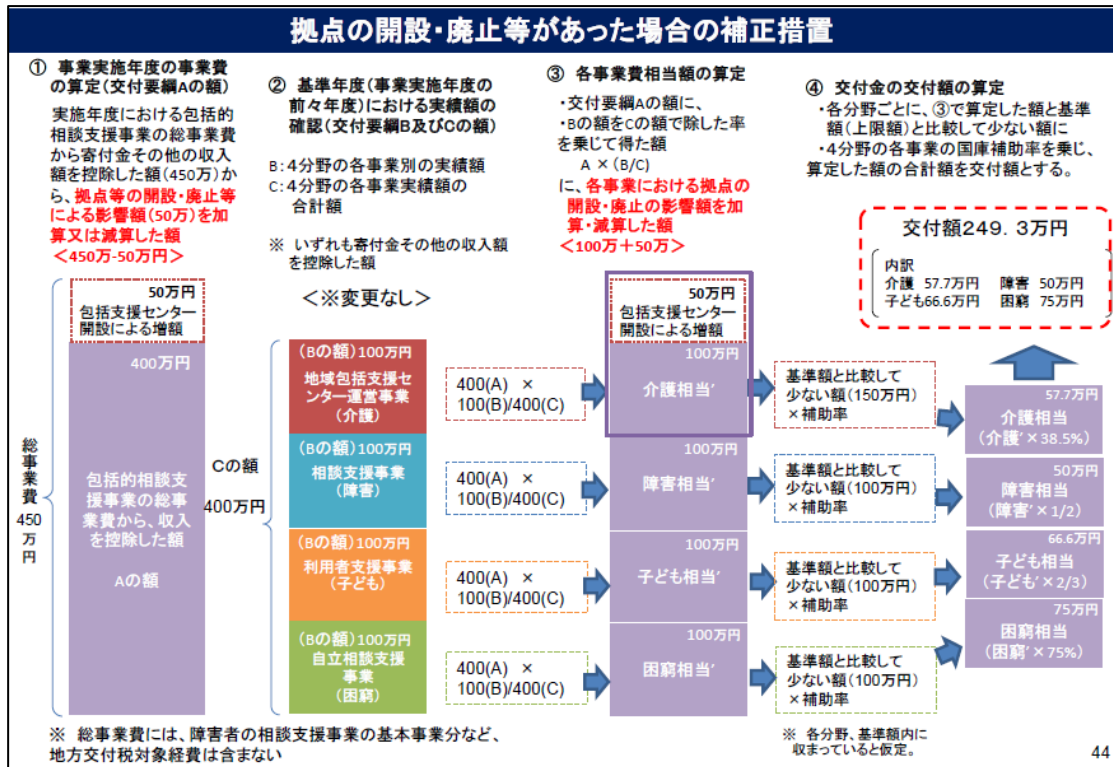 拠点の開設・廃止等があった場合の補正措置
① 事業実施年度の事業費
の算定(交付要綱Aの額)
実施年度における包括的
相談支援事業の総事業費
から寄付金その他の収入
額を控除した額(450万)か
ら、拠点等の開設・廃止等
による影響額(50万)を加
算又は減算した額
<450万-50万円>
② 基準年度(事業実施年度の
前々年度)における実績額の
確認(交付要綱B及びCの額)
B:4分野の各事業別の実績額
C:4分野の各事業実績額の
合計額
※ いずれも寄付金その他の収入額
を控除した額
<※変更なし>
③ 各事業費相当額の算定
・交付要綱Aの額に、
・Bの額をCの額で除した率
を乗じて得た額
A ×(B/C)
に、各事業における拠点の
開設・廃止の影響額を加
算・減算した額
<100万+50万>
④ 交付金の交付額の算定
・各分野ごとに、③で算定した額と基準
額(上限額)と比較して少ない額に
・4分野の各事業の国庫補助率を乗じ、
算定した額の合計額を交付額とする。
交付額249.3万円
内訳
介護 57.7万円 障害 50万円
子ども66.6万円 困窮 75万円
総事業費
450
万
円
50万円
包括支援センター
開設による増額
400万円
包括的相談支
援事業の総事
業費から、収入
を控除した額
Aの額
Cの額
400万円
(Bの額)100万円
地域包括支援セ
ンター運営事業
(介護)
(Bの額)100万円
相談支援事業
(障害)
(Bの額)100万円
利用者支援事業
(子ども)
(Bの額)100万円
自立相談支援
事業
(困窮)
400(A) ×
100(B)/400(C)
400(A) ×
100(B)/400(C)
400(A) ×
100(B)/400(C)
400(A) ×
100(B)/400(C)
50万円
包括支援センター
開設による増額
100万円
介護相当’
100万円
障害相当’
100万円
子ども相当’
100万円
困窮相当’
基準額と比較して
少ない額(150万円)
×補助率
基準額と比較して
少ない額(100万円)
×補助率
基準額と比較して
少ない額(100万円)
×補助率
基準額と比較して
少ない額(100万円)
×補助率
57.7万円
介護相当
(介護’×38.5%)
50万円
障害相当
(障害’×1/2)
66.6万円
子ども相当
(子ども’×2/3)
75万円
困窮相当
(困窮’×75%)
※ 総事業費には、障害者の相談支援事業の基本事業分など、
地方交付税対象経費は含まない
※ 各分野、基準額内に
収まっていると仮定。
44